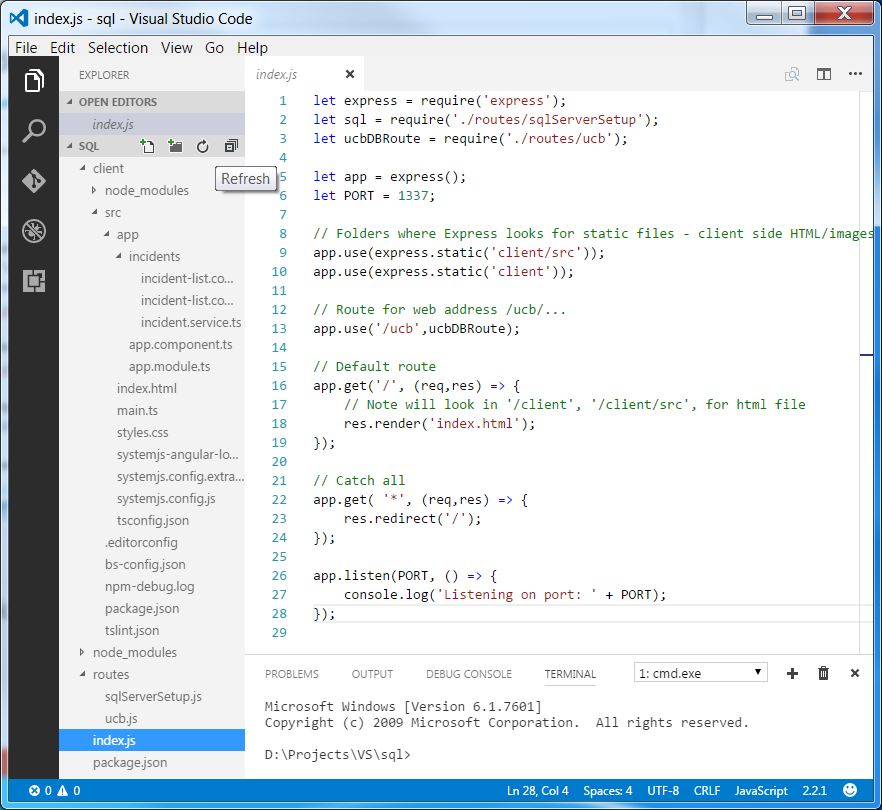 index.js - sql - Visual Studio Code
File Edit Selection View Go Help
EXPLORER
OPEN EDITORS
index.js
SQL
Refresh
client
node_modules
src
app
incidents
incident-list.co...
incident-list.co...
incident.service.ts
app.component.ts
app.module.ts
index.html
main.ts
styles.css
systemjs-angular-lo...
systemjs.config.extra...
systemjs.config.js
tsconfig.json
.editorconfig
bs-config.json
npm-debug.log
package.json
tslint.json
node_modules
routes
sqlServerSetup.js
ucb.js
index.js
package.json
index.js
1 let express = require('express');
2 let sql = require('./routes/sqlServerSetup');
3 let ucbDBRoute = require('./routes/ucb');
4
5 let app = express();
6 let PORT = 1337;
7
8 // Folders where Express looks for static files - client side HTML/images
9 app.use(express.static('client/src'));
10 app.use(express.static('client'));
11
12 // Route for web address /ucb/...
13 app.use('/ucb',ucbDBRoute);
14
15 // Default route
16 app.get('/', (req,res) => {
17     // Note will look in '/client', '/client/src', for html file
18     res.render('index.html');
19 });
20
21 // Catch all
22 app.get( '*', (req,res) => {
23     res.redirect('/');
24 });
25
26 app.listen(PORT, () => {
27     console.log('Listening on port: ' + PORT);
28 });
29
PROBLEMS OUTPUT DEBUG CONSOLE TERMINAL 1: cmd.exe
Microsoft Windows [Version 6.1.7601]
Copyright (c) 2009 Microsoft Corporation.  All rights reserved.
D:\Projects\VS\sql>
0 0 Ln 28, Col 4 Spaces: 4 UTF-8 CRLF JavaScript 2.2.1